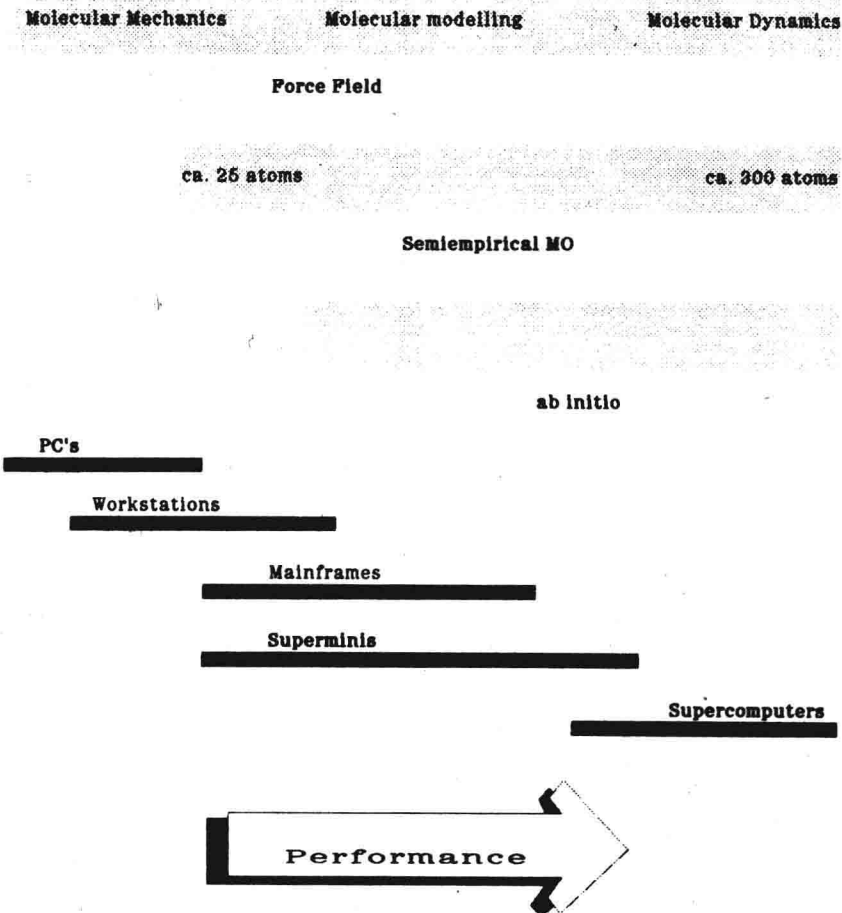 Molecular Mechanics Molecular modelling Molecular Dynamics
Force Field
ca. 25 atoms ca. 300 atoms
Semiempirical MO
ab initio
PC's
Workstations
Mainframes
Superminis
Supercomputers
Performance